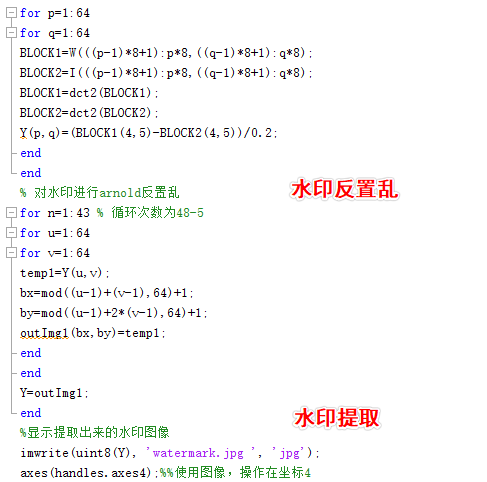 for p=1:64
for q=1:64
BLOCK1=W(((p-1)*8+1):p*8,((q-1)*8+1):q*8);
BLOCK2=I(((p-1)*8+1):p*8,((q-1)*8+1):q*8);
BLOCK1=dct2(BLOCK1);
BLOCK2=dct2(BLOCK2);
Y(p,q)=(BLOCK1(4,5)-BLOCK2(4,5))/0.2;
end
end
% 对水印进行arnold反置乱
水印反置乱
for n=1:43 % 循环次数为48-5
for u=1:64
for v=1:64
temp1=Y(u,v);
bx=mod((u-1)+(v-1),64)+1;
by=mod((u-1)+2*(v-1),64)+1;
outImg1(bx,by)=temp1;
end
end
Y=outImg1;
end
水印提取
%显示提取出来的水印图像
imwrite(uint8(Y), 'watermark.jpg ', 'jpg');
axes(handles.axes4);%%使用图像，操作在坐标4